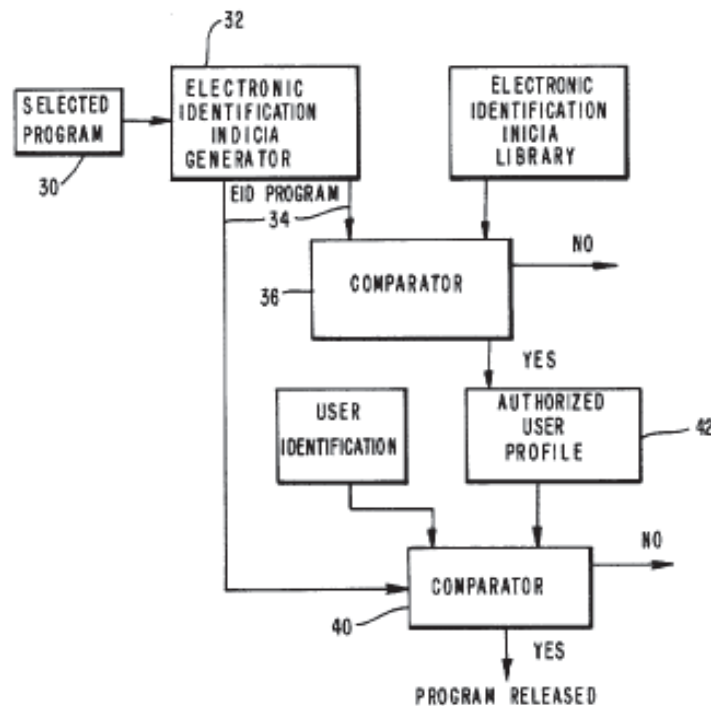 32
SELECTED
PROGRAM
30
ELECTRONIC
IDENTIFICATION
INDICIA
GENERATOR
ELECTRONIC
IDENTIFICATION
INICIA
LIBRARY
EID PROGRAM
34
COMPARATOR
36
NO
YES
USER
IDENTIFICATION
AUTHORIZED
USER
PROFILE
42
COMPARATOR
40
NO
YES
PROGRAM RELEASED